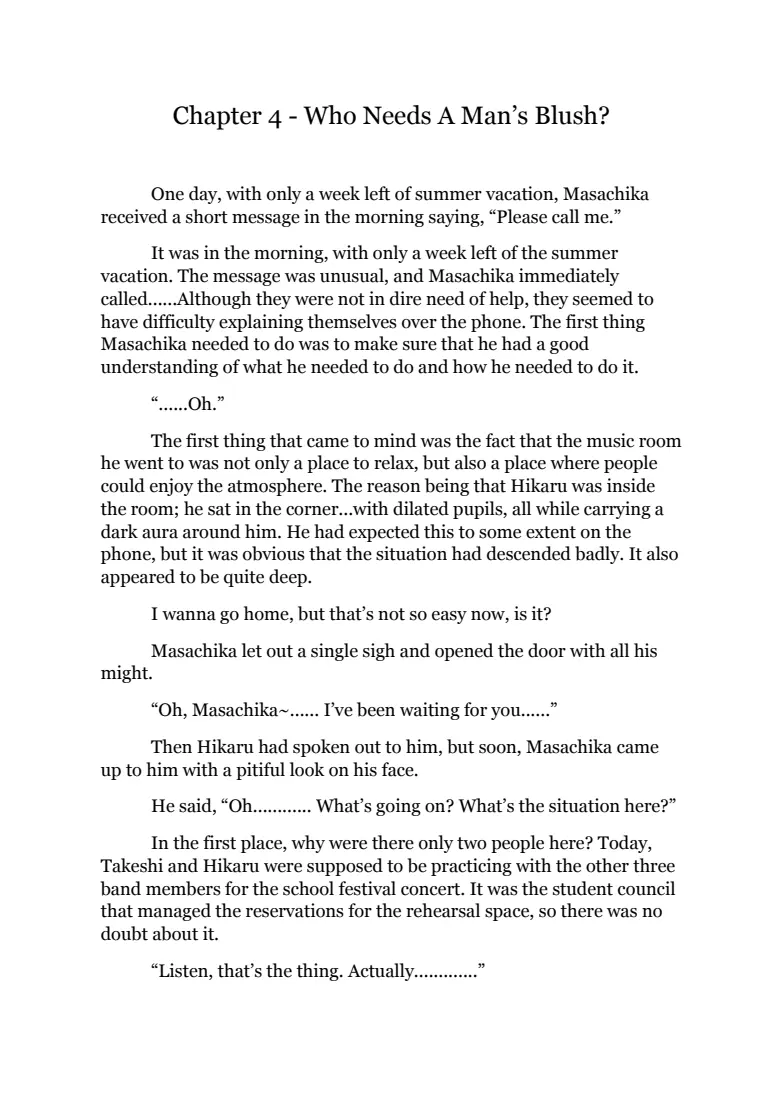 Chapter 4 - Who Needs A Man’s Blush?
One day, with only a week left of summer vacation, Masachika
received a short message in the morning saying, “Please call me.”
It was in the morning, with only a week left of the summer
vacation. The message was unusual, and Masachika immediately
called......Although they were not in dire need of help, they seemed to
have difficulty explaining themselves over the phone. The first thing
Masachika needed to do was to make sure that he had a good
understanding of what he needed to do and how he needed to do it.
“......Oh.”
The first thing that came to mind was the fact that the music room
he went to was not only a place to relax, but also a place where people
could enjoy the atmosphere. The reason being that Hikaru was inside
the room; he sat in the corner...with dilated pupils, all while carrying a
dark aura around him. He had expected this to some extent on the
phone, but it was obvious that the situation had descended badly. It also
appeared to be quite deep.
I wanna go home, but that’s not so easy now, is it?
Masachika let out a single sigh and opened the door with all his
might.
“Oh, Masachika~...... I’ve been waiting for you......”
Then Hikaru had spoken out to him, but soon, Masachika came
up to him with a pitiful look on his face.
He said, “Oh............ What’s going on? What’s the situation here?”
In the first place, why were there only two people here? Today,
Takeshi and Hikaru were supposed to be practicing with the other three
band members for the school festival concert. It was the student council
that managed the reservations for the rehearsal space, so there was no
doubt about it.
“Listen, that’s the thing. Actually.............”